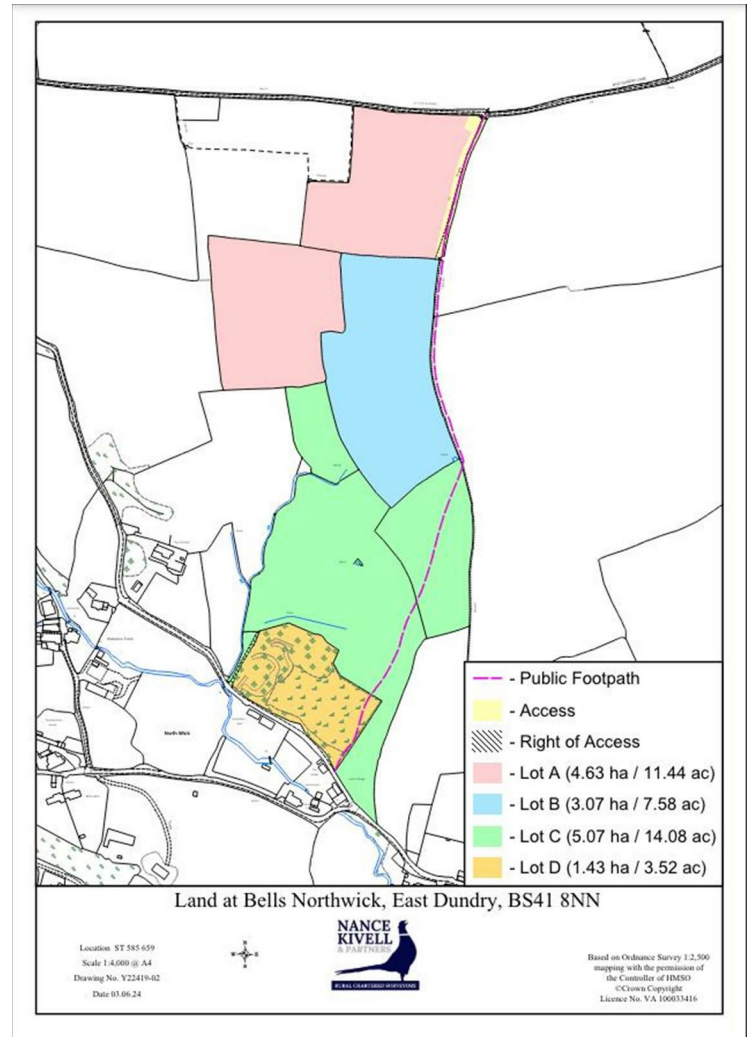 EAST DUNDRY LANE
North Wick
- Public Footpath
- Access
- Right of Access
- Lot A (4.63 ha / 11.44 ac)
- Lot B (3.07 ha / 7.58 ac)
- Lot C (5.07 ha / 14.08 ac)
- Lot D (1.43 ha / 3.52 ac)
Land at Bells Northwick, East Dundry, BS41 8NN
Location ST 585 659
Scale 1:4,000 @ A4
Drawing No. Y22419-02
Date 03.06.24
N
W
E
S
NANCE
KIVELL
& PARTNERS
RURAL CHARTERED SURVEYORS
Based on Ordnance Survey 1:2,500
mapping with the permission of
the Controller of HMSO
©Crown Copyright
Licence No. VA 100033416